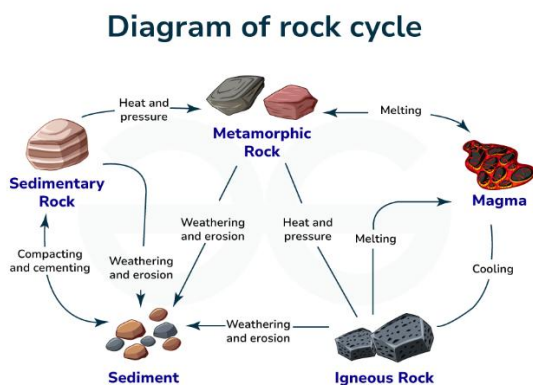 Diagram of rock cycle
Heat and
pressure
Melting
Metamorphic
Rock
Sedimentary
Rock
Magma
Weathering
and erosion
Heat and
pressure
Melting
Compacting
and cementing
Weathering
and erosion
Cooling
Weathering
and erosion
Sediment
Igneous Rock